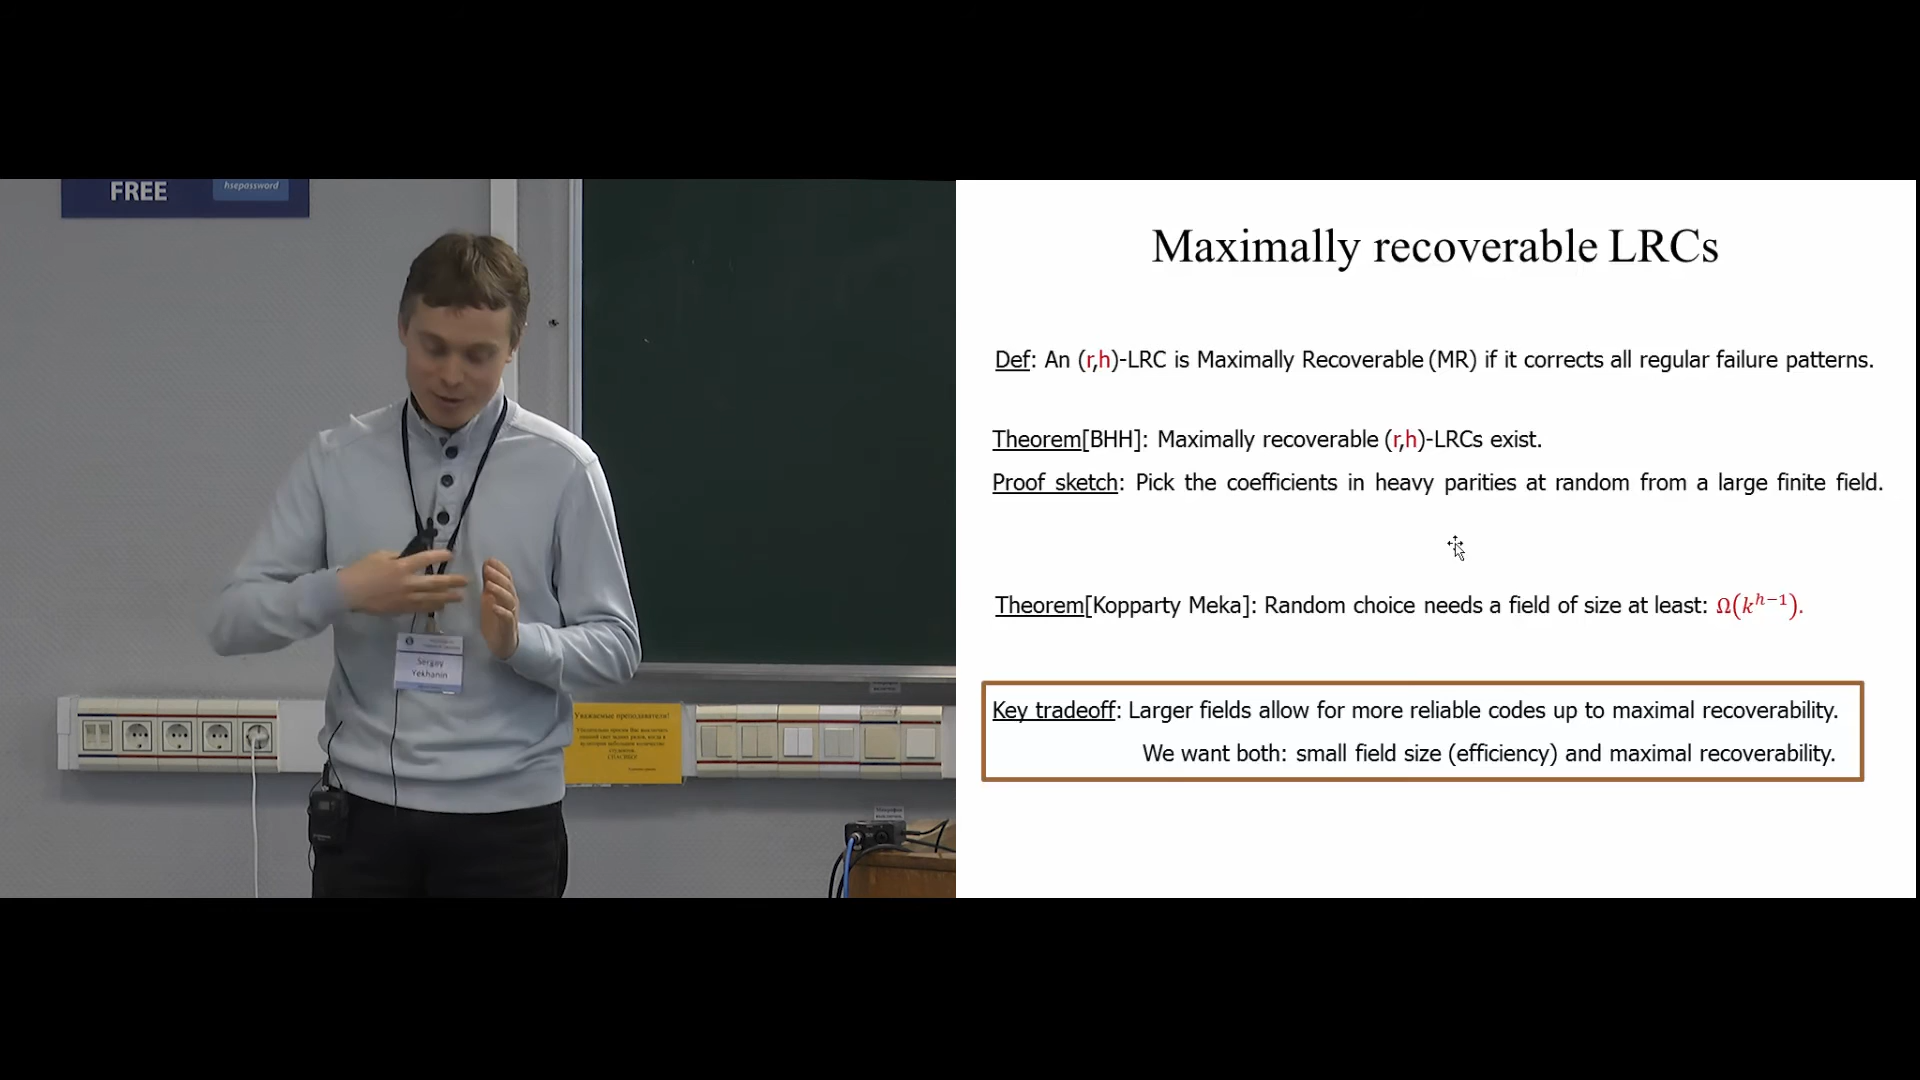 FREE
hsepassword
Sergey
Yekhanin
Уважаемые преподаватели!
СПАСИБО!
Maximally recoverable LRCs
Def: An (r,h)-LRC is Maximally Recoverable (MR) if it corrects all regular failure patterns.
Theorem[BHH]: Maximally recoverable (r,h)-LRCs exist.
Proof sketch: Pick the coefficients in heavy parities at random from a large finite field.
Theorem[Kopparty Meka]: Random choice needs a field of size at least: Ω(k^{h−1}).
Key tradeoff: Larger fields allow for more reliable codes up to maximal recoverability.
We want both: small field size (efficiency) and maximal recoverability.